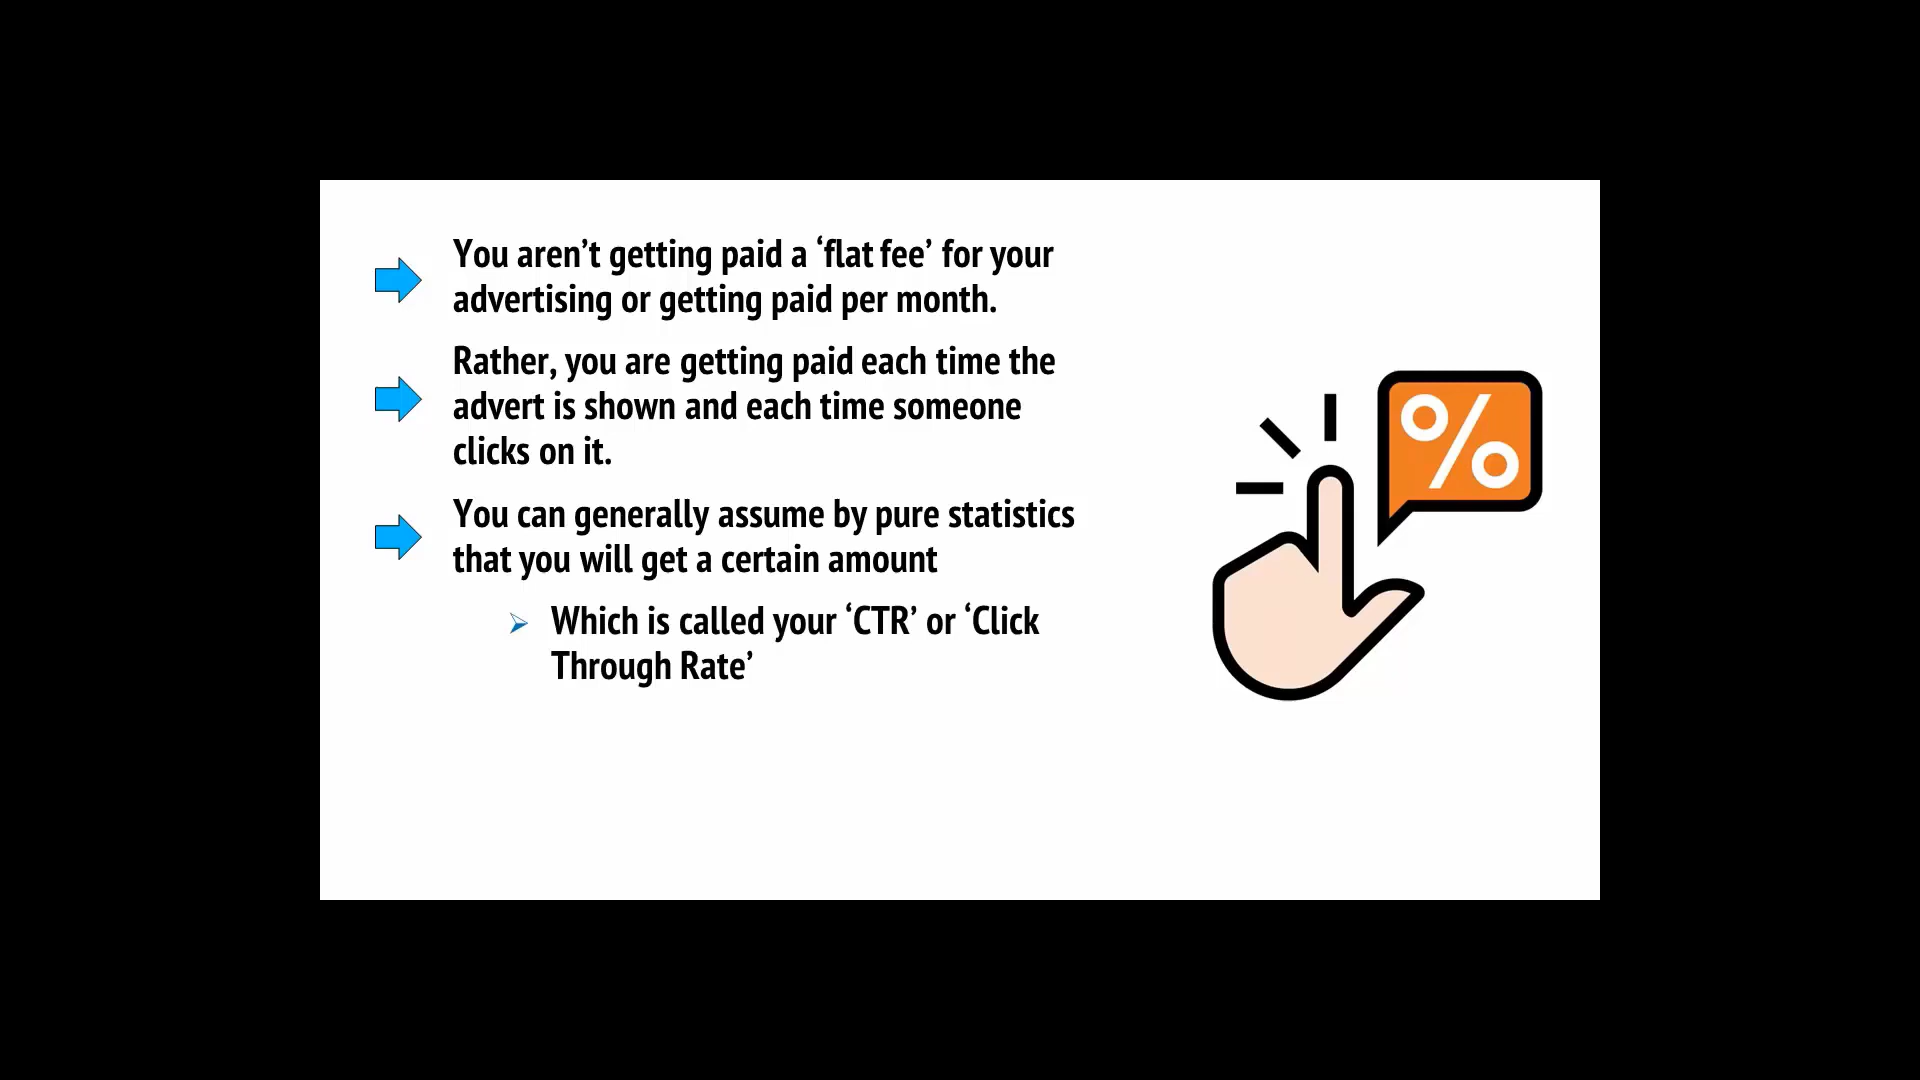 You aren’t getting paid a ‘flat fee’ for your
advertising or getting paid per month.
Rather, you are getting paid each time the
advert is shown and each time someone
clicks on it.
You can generally assume by pure statistics
that you will get a certain amount
Which is called your ‘CTR’ or ‘Click
Through Rate’
%